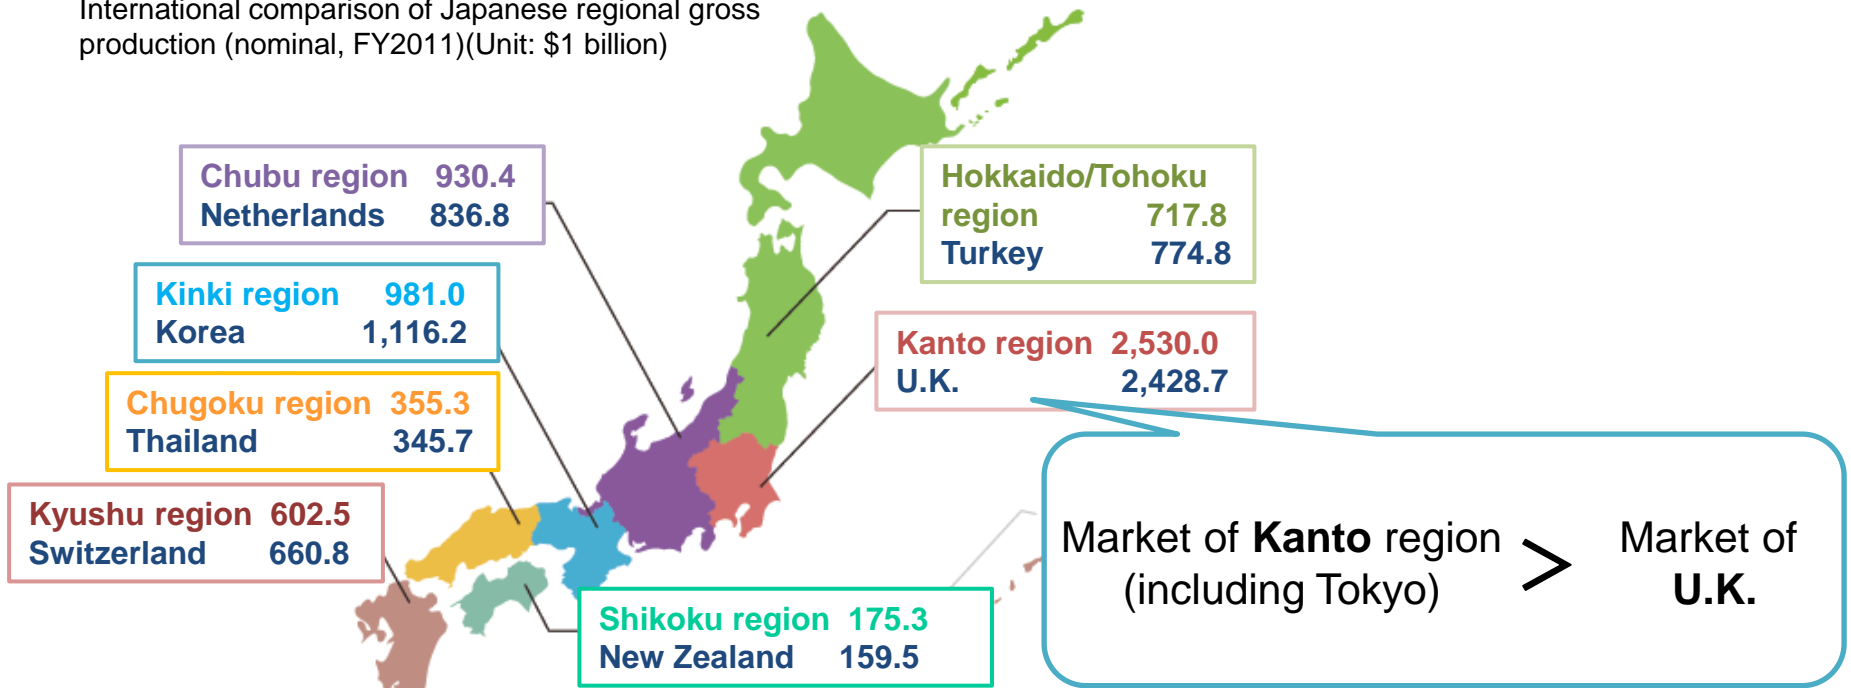 International comparison of Japanese regional gross
production (nominal, FY2011)(Unit: $1 billion)
Chubu region 930.4
Netherlands 836.8
Hokkaido/Tohoku
region 717.8
Turkey 774.8
Kinki region 981.0
Korea 1,116.2
Kanto region 2,530.0
U.K. 2,428.7
Chugoku region 355.3
Thailand 345.7
Kyushu region 602.5
Switzerland 660.8
Shikoku region 175.3
New Zealand 159.5
Market of Kanto region > Market of
(including Tokyo) U.K.